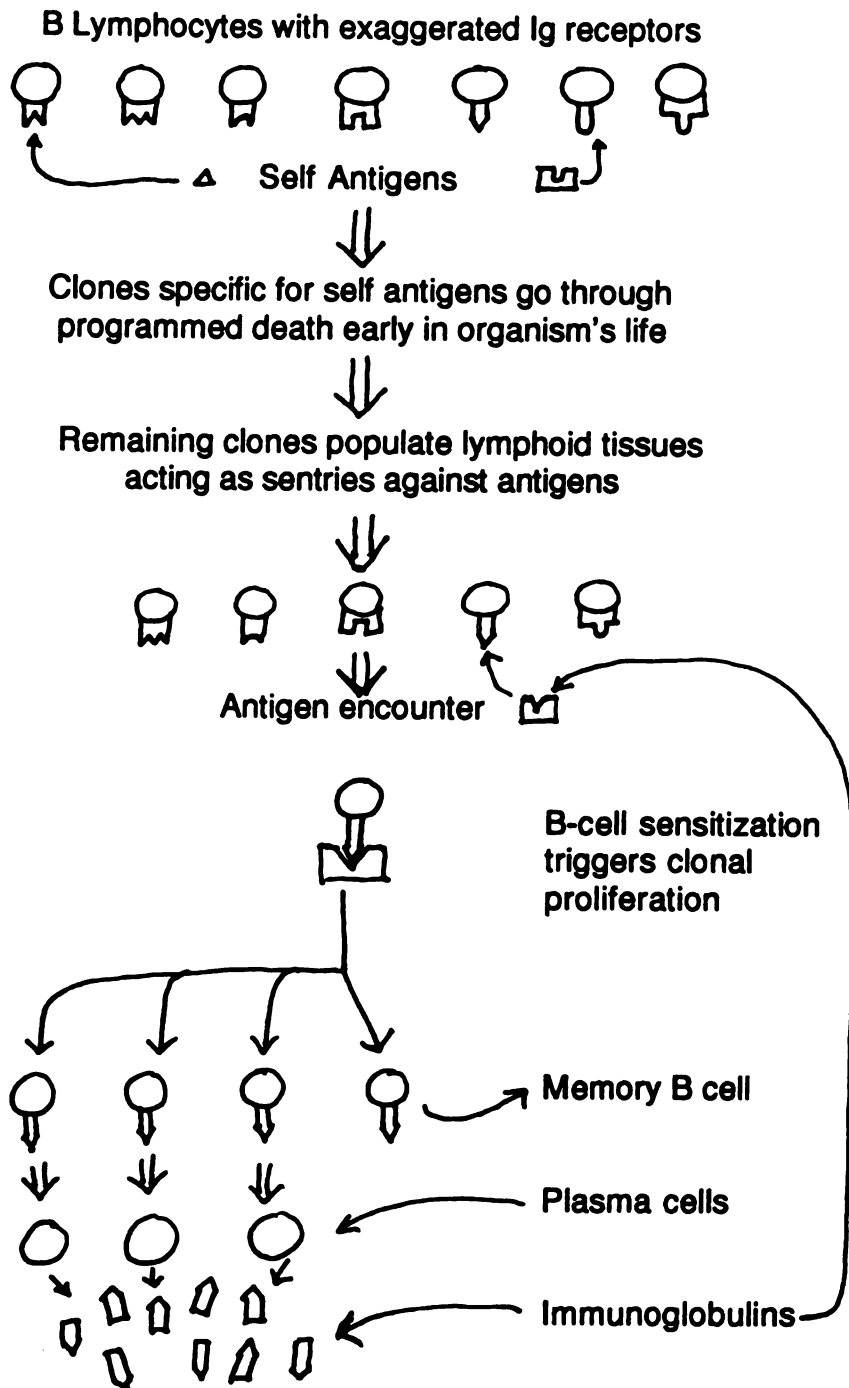 B Lymphocytes with exaggerated Ig receptors
Self Antigens
Clones specific for self antigens go through
programmed death early in organism's life
Remaining clones populate lymphoid tissues
acting as sentries against antigens
Antigen encounter
B-cell sensitization
triggers clonal
proliferation
Memory B cell
Plasma cells
Immunoglobulins